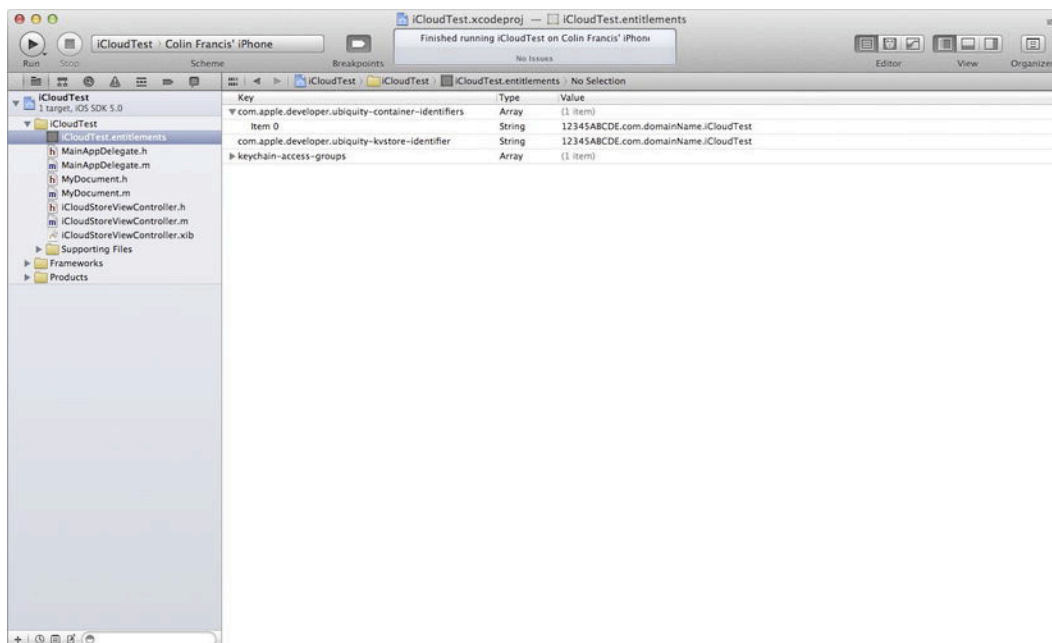 iCloudTest.xcodeproj — iCloudTest.entitlements
iCloudTest Colin Francis' iPhone
Finished running iCloudTest on Colin Francis' iPhone
No Issues
Run Stop Scheme Breakpoints Editor View Organizer
iCloudTest iCloudTest iCloudTest.entitlements No Selection
iCloudTest
1 target, iOS SDK 5.0
iCloudTest
iCloudTest.entitlements
MainAppDelegate.h
MainAppDelegate.m
MyDocument.h
MyDocument.m
iCloudStoreViewController.h
iCloudStoreViewController.m
iCloudStoreViewController.xib
Supporting Files
Frameworks
Products
Key Type Value
com.apple.developer.ubiquity-container-identifiers Array (1 item)
Item 0 String 12345ABCDE.com.domainName.iCloudTest
com.apple.developer.ubiquity-kvstore-identifier String 12345ABCDE.com.domainName.iCloudTest
keychain-access-groups Array (1 item)